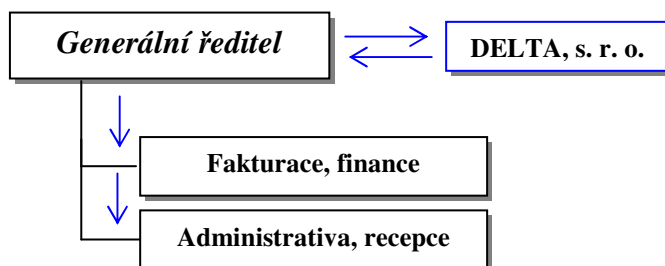 Generální ředitel
DELTA, s. r. o.
Fakturace, finance
Administrativa, recepce